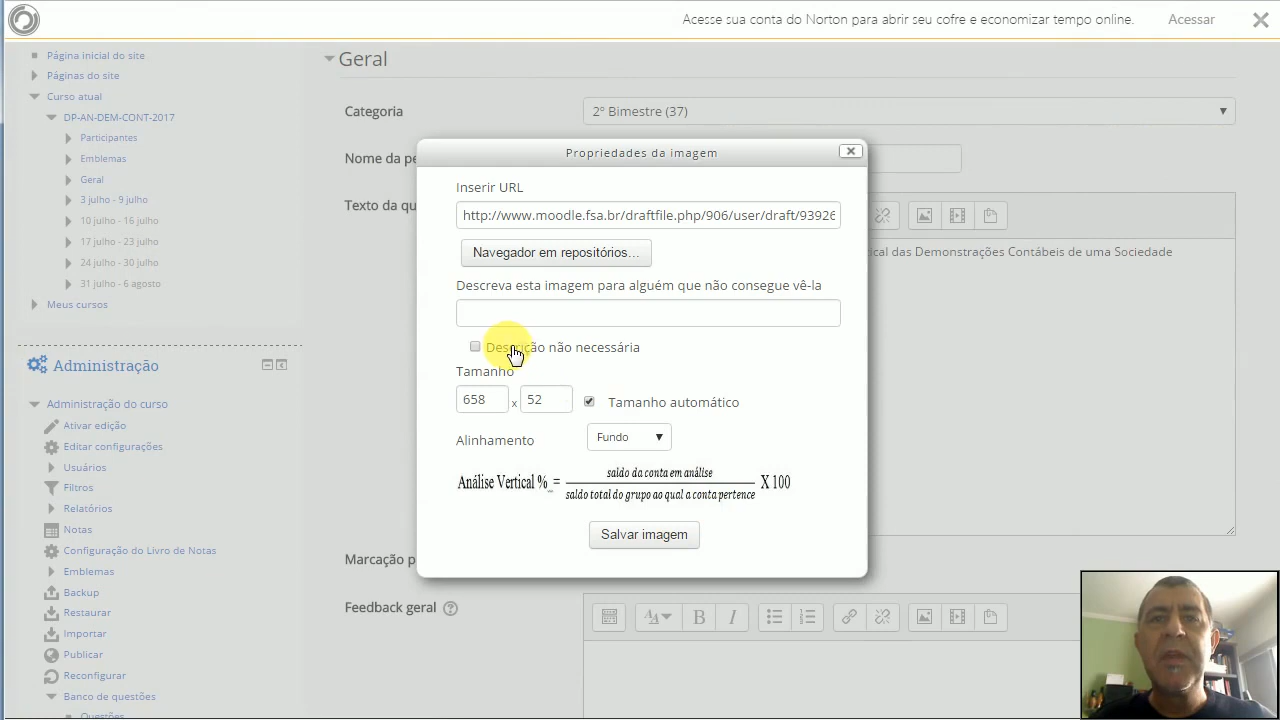 Acesse sua conta do Norton para abrir seu cofre e economizar tempo online.
Acessar
Página inicial do site
Páginas do site
Curso atual
DP-AN-DEM-CONT-2017
Participantes
Emblemas
Geral
3 julho - 9 julho
10 julho - 16 julho
17 julho - 23 julho
24 julho - 30 julho
31 julho - 6 agosto
Meus cursos
Administração
Administração do curso
Ativar edição
Editar configurações
Usuários
Filtros
Relatórios
Notas
Configuração do Livro de Notas
Emblemas
Backup
Restaurar
Importar
Publicar
Reconfigurar
Banco de questões
Questões
Geral
Categoria
2º Bimestre (37)
Nome da pe
Texto da qu
ical das Demonstrações Contábeis de uma Sociedade
Propriedades da imagem
Inserir URL
http://www.moodle.fsa.br/draftfile.php/906/user/draft/93926
Navegador em repositórios...
Descreva esta imagem para alguém que não consegue vê-la
Descrição não necessária
Tamanho
658 x 52
Tamanho automático
Alinhamento
Fundo
Análise Vertical % = saldo da conta em análise
saldo total do grupo ao qual a conta pertence
X 100
Salvar imagem
Marcação p
Feedback geral